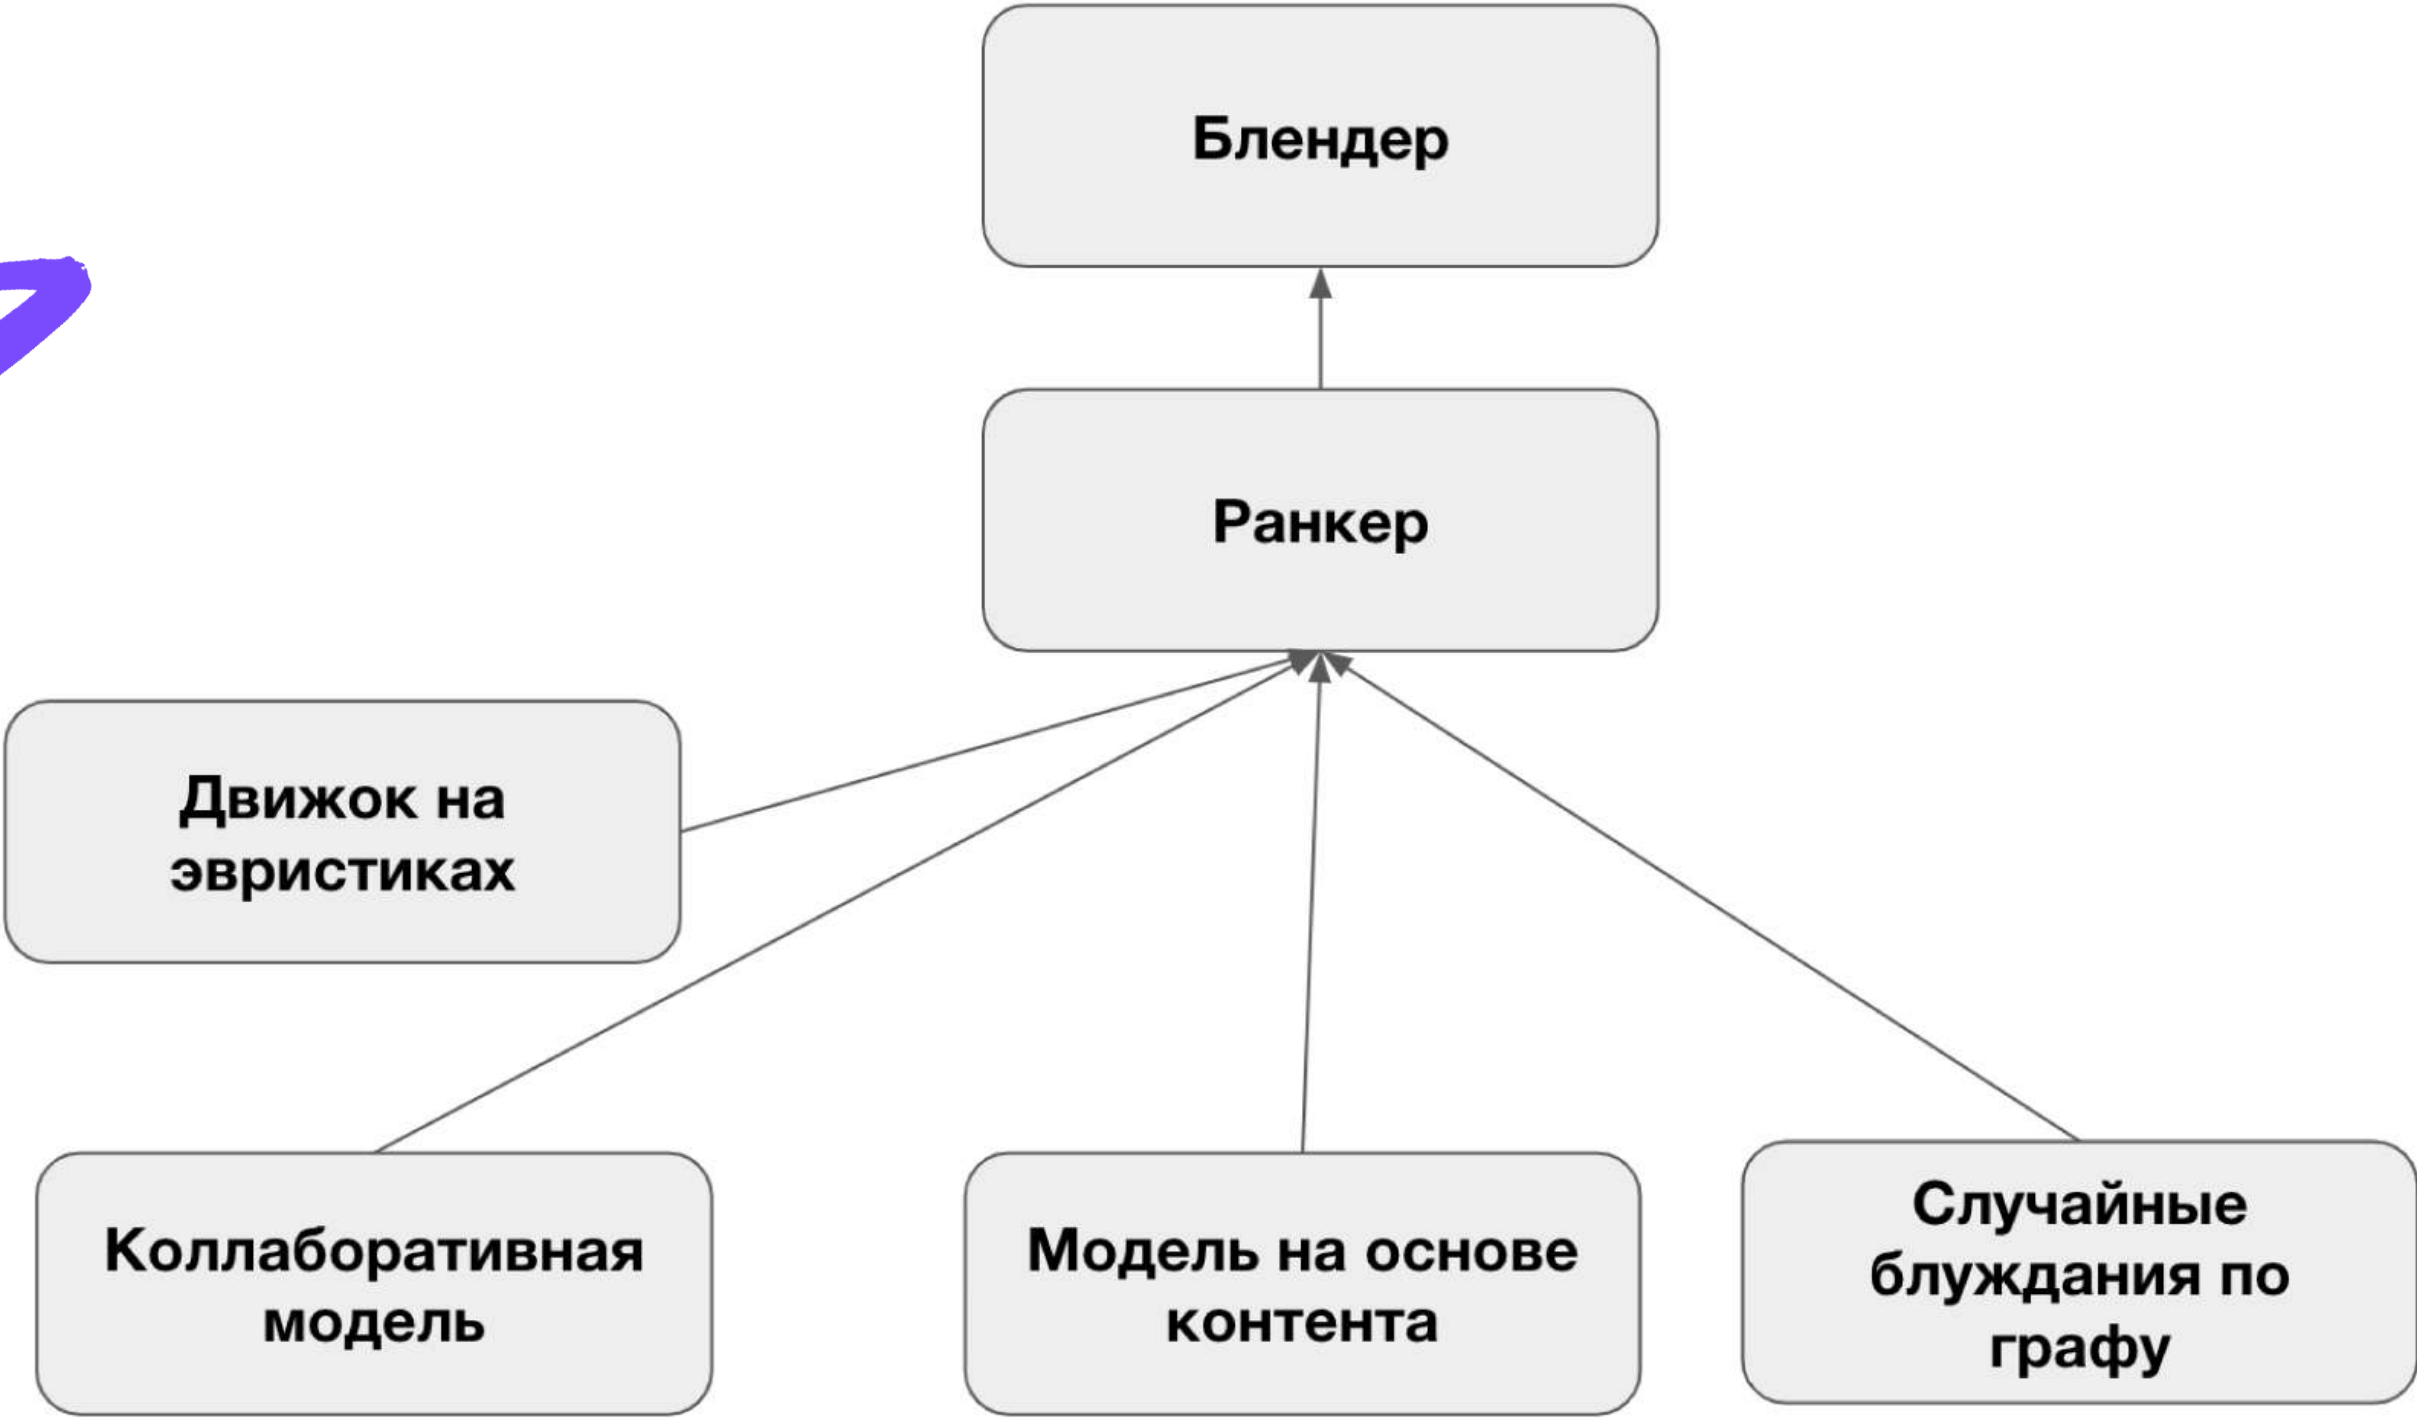 Блендер
Ранкер
Движок на
эвристиках
Коллаборативная
модель
Модель на основе
контента
Случайные
блуждания по
графу